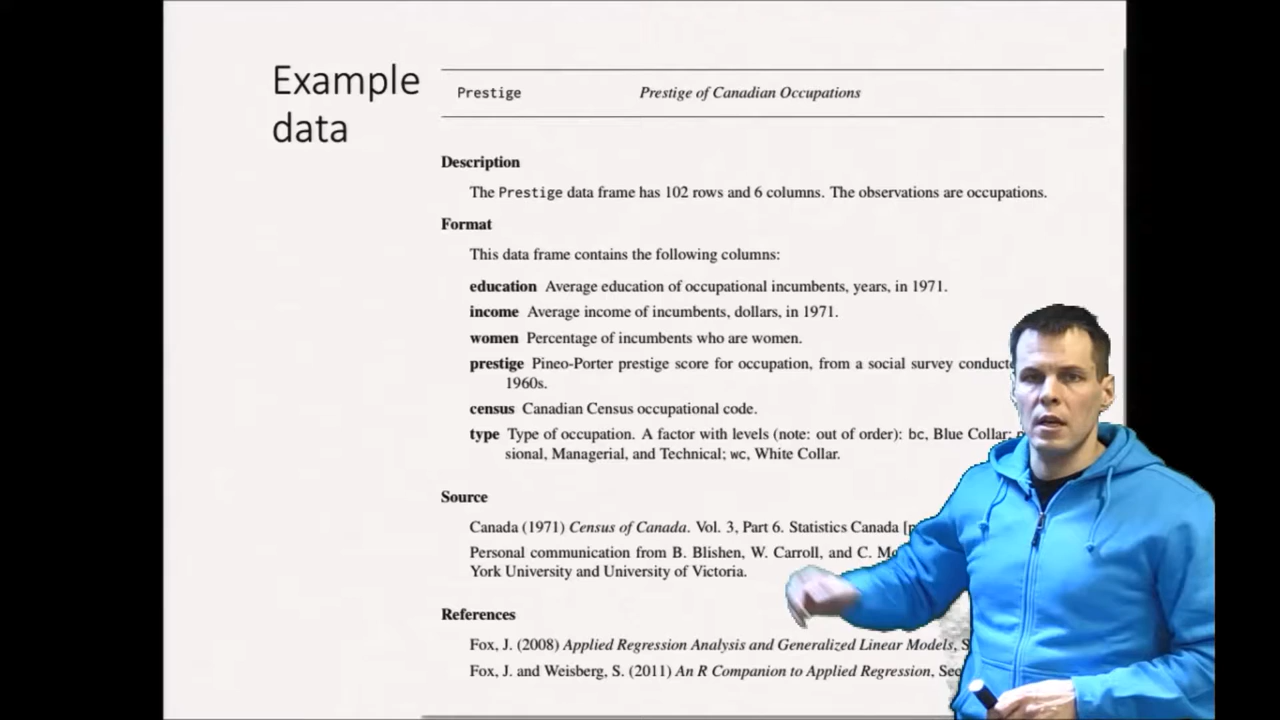 Example
data
Prestige Prestige of Canadian Occupations
Description
The Prestige data frame has 102 rows and 6 columns. The observations are occupations.
Format
This data frame contains the following columns:
education Average education of occupational incumbents, years, in 1971.
income Average income of incumbents, dollars, in 1971.
women Percentage of incumbents who are women.
prestige Pineo-Porter prestige score for occupation, from a social survey
1960s.
census Canadian Census occupational code.
type Type of occupation. A factor with levels (note: out of order): bc, Blue Collar;
sional, Managerial, and Technical; wc, White Collar.
Source
Canada (1971) Census of Canada. Vol. 3, Part 6. Statistics Canada
Personal communication from B. Blishen, W. Carroll, and C.
York University and University of Victoria.
References
Fox, J. (2008) Applied Regression Analysis and Generalized Linear Models,
Fox, J. and Weisberg, S. (2011) An R Companion to Applied Regression,